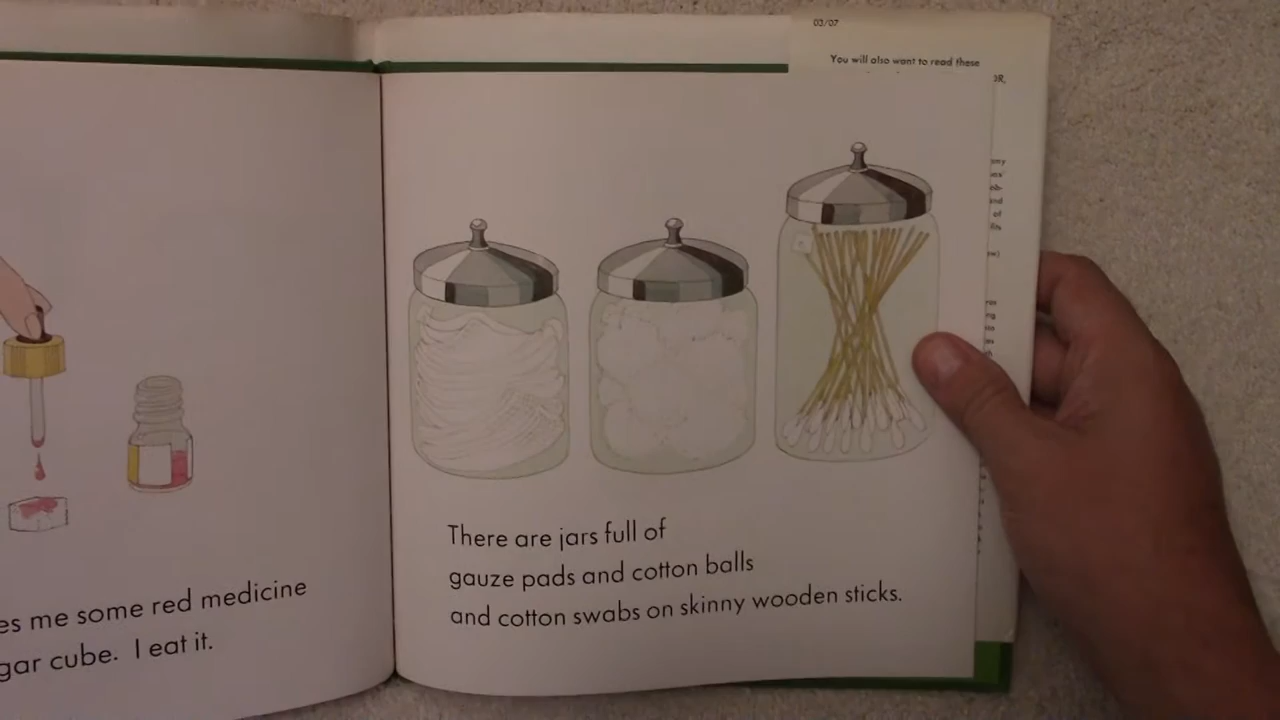 es me some red medicine
gar cube. I eat it.
03/07
You will also want to read these
There are jars full of
gauze pads and cotton balls
and cotton swabs on skinny wooden sticks.